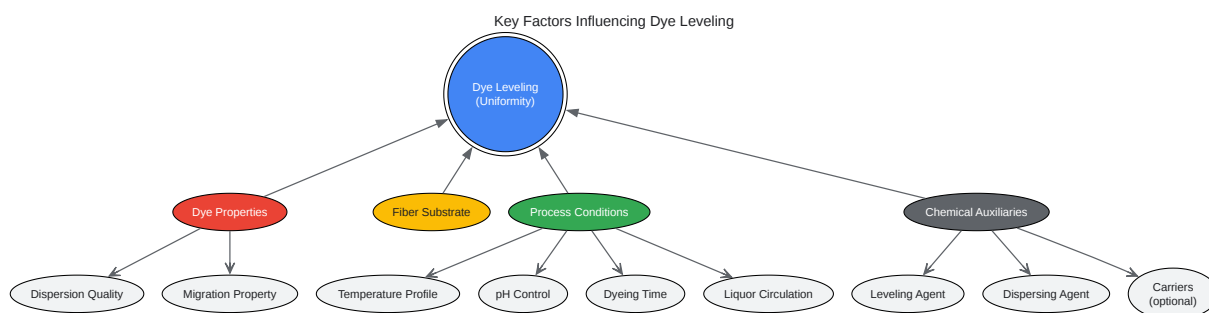 Key Factors Influencing Dye Leveling
Dye Leveling
(Uniformity)
Dye Properties
Fiber Substrate
Process Conditions
Chemical Auxiliaries
Dispersion Quality
Migration Property
Temperature Profile
pH Control
Dyeing Time
Liquor Circulation
Leveling Agent
Dispersing Agent
Carriers
(optional)